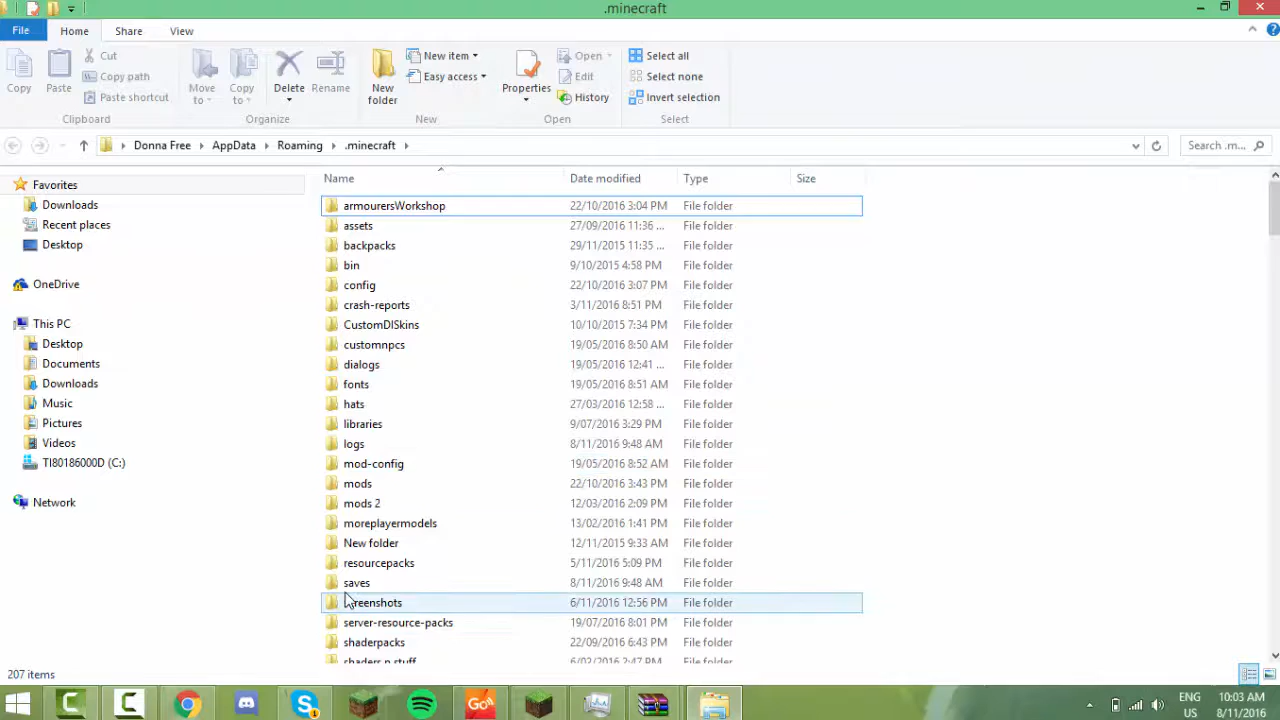 .minecraft
File Home Share View
Cut
Copy path
Paste shortcut
Copy
Paste
Move to
Copy to
Delete
Rename
New folder
New item
Easy access
Properties
Open
Edit
History
Select all
Select none
Invert selection
Clipboard Organize New Open Select
Donna Free AppData Roaming .minecraft
Search .m...
Name Date modified Type Size
Favorites
Downloads
Recent places
Desktop
OneDrive
This PC
Desktop
Documents
Downloads
Music
Pictures
Videos
TI80186000D (C:)
Network
armourersWorkshop 22/10/2016 3:04 PM File folder
assets 27/09/2016 11:36 ... File folder
backpacks 29/11/2015 11:35 ... File folder
bin 9/10/2015 4:58 PM File folder
config 22/10/2016 3:07 PM File folder
crash-reports 3/11/2016 8:51 PM File folder
CustomDISkins 10/10/2015 7:34 PM File folder
customnpcs 19/05/2016 8:50 AM File folder
dialogs 19/05/2016 12:41 ... File folder
fonts 19/05/2016 8:51 AM File folder
hats 27/03/2016 12:58 ... File folder
libraries 9/07/2016 3:29 PM File folder
logs 8/11/2016 9:48 AM File folder
mod-config 19/05/2016 8:52 AM File folder
mods 22/10/2016 3:43 PM File folder
mods 2 12/03/2016 2:09 PM File folder
moreplayermodels 13/02/2016 1:41 PM File folder
New folder 12/11/2015 9:33 AM File folder
resourcepacks 5/11/2016 5:09 PM File folder
saves 8/11/2016 9:48 AM File folder
screenshots 6/11/2016 12:56 PM File folder
server-resource-packs 19/07/2016 8:01 PM File folder
shaderpacks 22/09/2016 6:43 PM File folder
shaders n stuff 6/02/2016 2:47 PM File folder
207 items
Go!
ENG
US
10:03 AM
8/11/2016